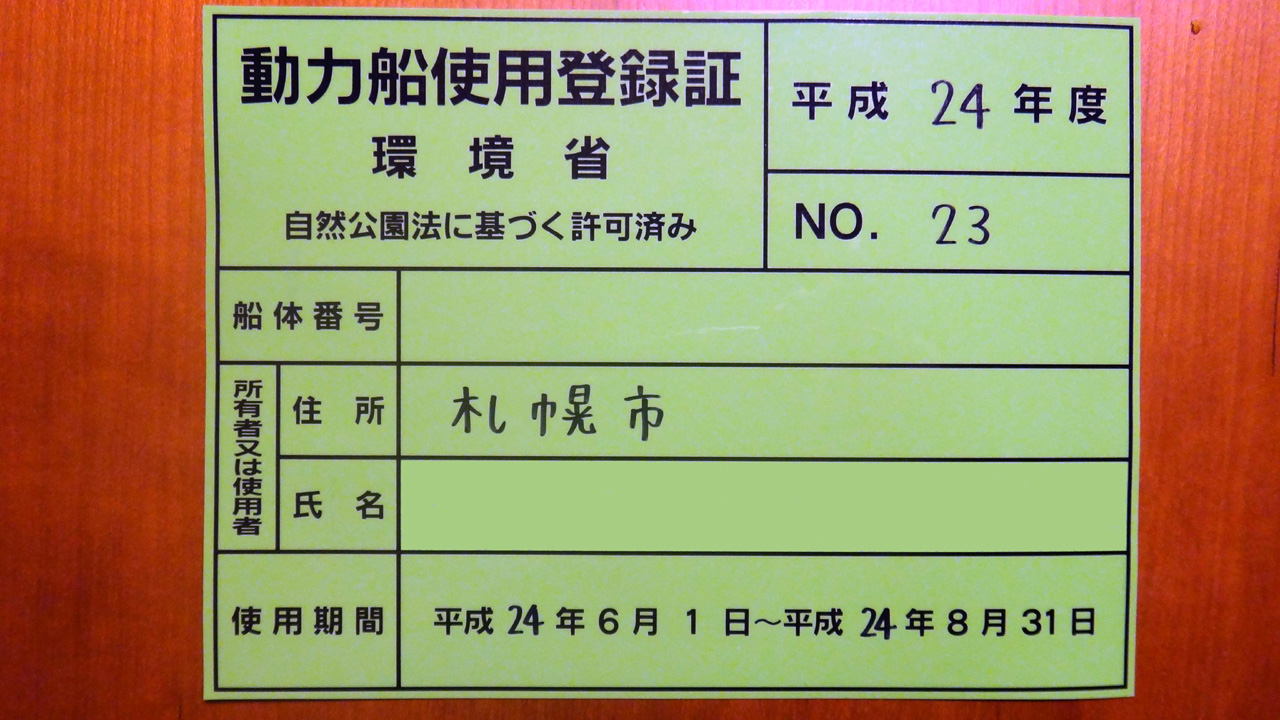 動力船使用登録証
環境省
自然公園法に基づく許可済み
平成 24 年度
NO. 23
船体番号
所有者又は使用者
住所
札幌市
氏名
使用期間
平成 24 年 6 月 1 日～平成 24 年 8 月 31 日